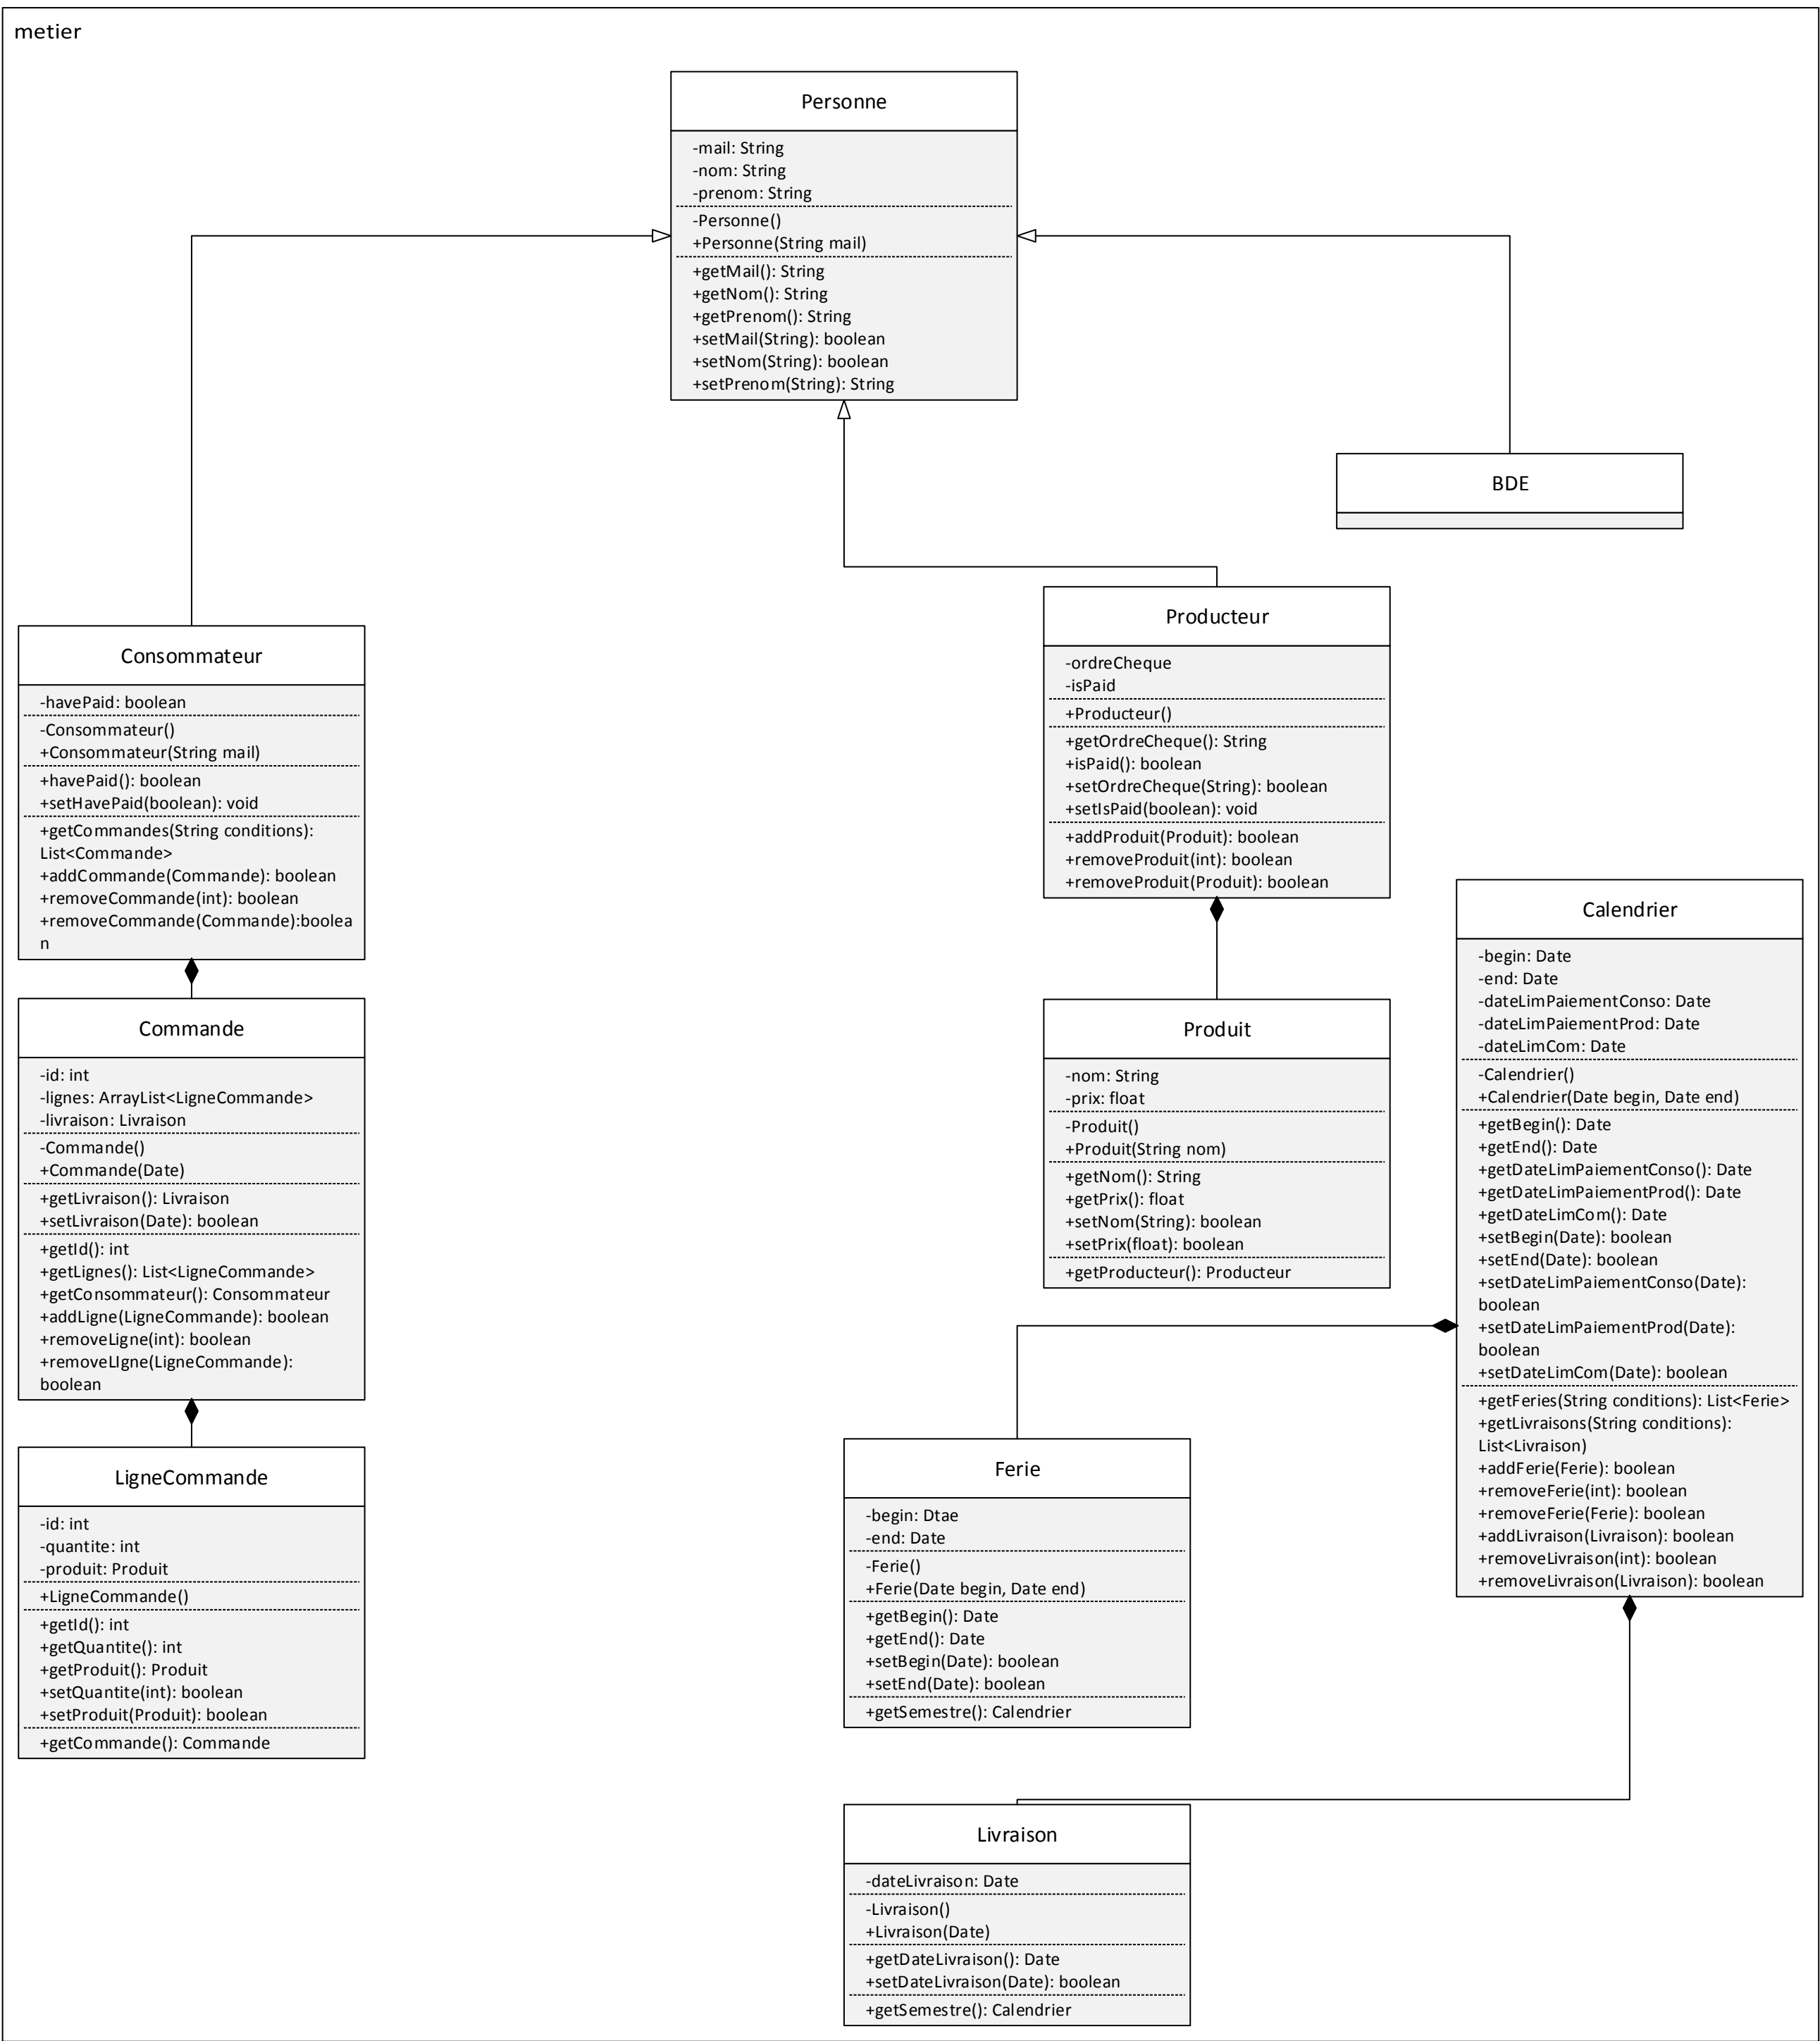 metier
Personne
-mail: String
-nom: String
-prenom: String
-Personne()
+Personne(String mail)
+getMail(): String
+getNom(): String
+getPrenom(): String
+setMail(String): boolean
+setNom(String): boolean
+setPrenom(String): String
BDE
Consommateur
-havePaid: boolean
-Consommateur()
+Consommateur(String mail)
+havePaid(): boolean
+setHavePaid(boolean): void
+getCommandes(String conditions):
List<Commande>
+addCommande(Commande): boolean
+removeCommande(int): boolean
+removeCommande(Commande):boolea
n
Producteur
-ordreCheque
-isPaid
+Producteur()
+getOrdreCheque(): String
+isPaid(): boolean
+setOrdreCheque(String): boolean
+setIsPaid(boolean): void
+addProduit(Produit): boolean
+removeProduit(int): boolean
+removeProduit(Produit): boolean
Commande
-id: int
-lignes: ArrayList<LigneCommande>
-livraison: Livraison
-Commande()
+Commande(Date)
+getLivraison(): Livraison
+setLivraison(Date): boolean
+getId(): int
+getLignes(): List<LigneCommande>
+getConsommateur(): Consommateur
+addLigne(LigneCommande): boolean
+removeLigne(int): boolean
+removeLIgne(LigneCommande):
boolean
Produit
-nom: String
-prix: float
-Produit()
+Produit(String nom)
+getNom(): String
+getPrix(): float
+setNom(String): boolean
+setPrix(float): boolean
+getProducteur(): Producteur
Calendrier
-begin: Date
-end: Date
-dateLimPaiementConso: Date
-dateLimPaiementProd: Date
-dateLimCom: Date
-Calendrier()
+Calendrier(Date begin, Date end)
+getBegin(): Date
+getEnd(): Date
+getDateLimPaiementConso(): Date
+getDateLimPaiementProd(): Date
+getDateLimCom(): Date
+setBegin(Date): boolean
+setEnd(Date): boolean
+setDateLimPaiementConso(Date):
boolean
+setDateLimPaiementProd(Date):
boolean
+setDateLimCom(Date): boolean
+getFeries(String conditions): List<Ferie>
+getLivraisons(String conditions):
List<Livraison)
+addFerie(Ferie): boolean
+removeFerie(int): boolean
+removeFerie(Ferie): boolean
+addLivraison(Livraison): boolean
+removeLivraison(int): boolean
+removeLivraison(Livraison): boolean
LigneCommande
-id: int
-quantite: int
-produit: Produit
+LigneCommande()
+getId(): int
+getQuantite(): int
+getProduit(): Produit
+setQuantite(int): boolean
+setProduit(Produit): boolean
+getCommande(): Commande
Ferie
-begin: Dtae
-end: Date
-Ferie()
+Ferie(Date begin, Date end)
+getBegin(): Date
+getEnd(): Date
+setBegin(Date): boolean
+setEnd(Date): boolean
+getSemestre(): Calendrier
Livraison
-dateLivraison: Date
-Livraison()
+Livraison(Date)
+getDateLivraison(): Date
+setDateLivraison(Date): boolean
+getSemestre(): Calendrier